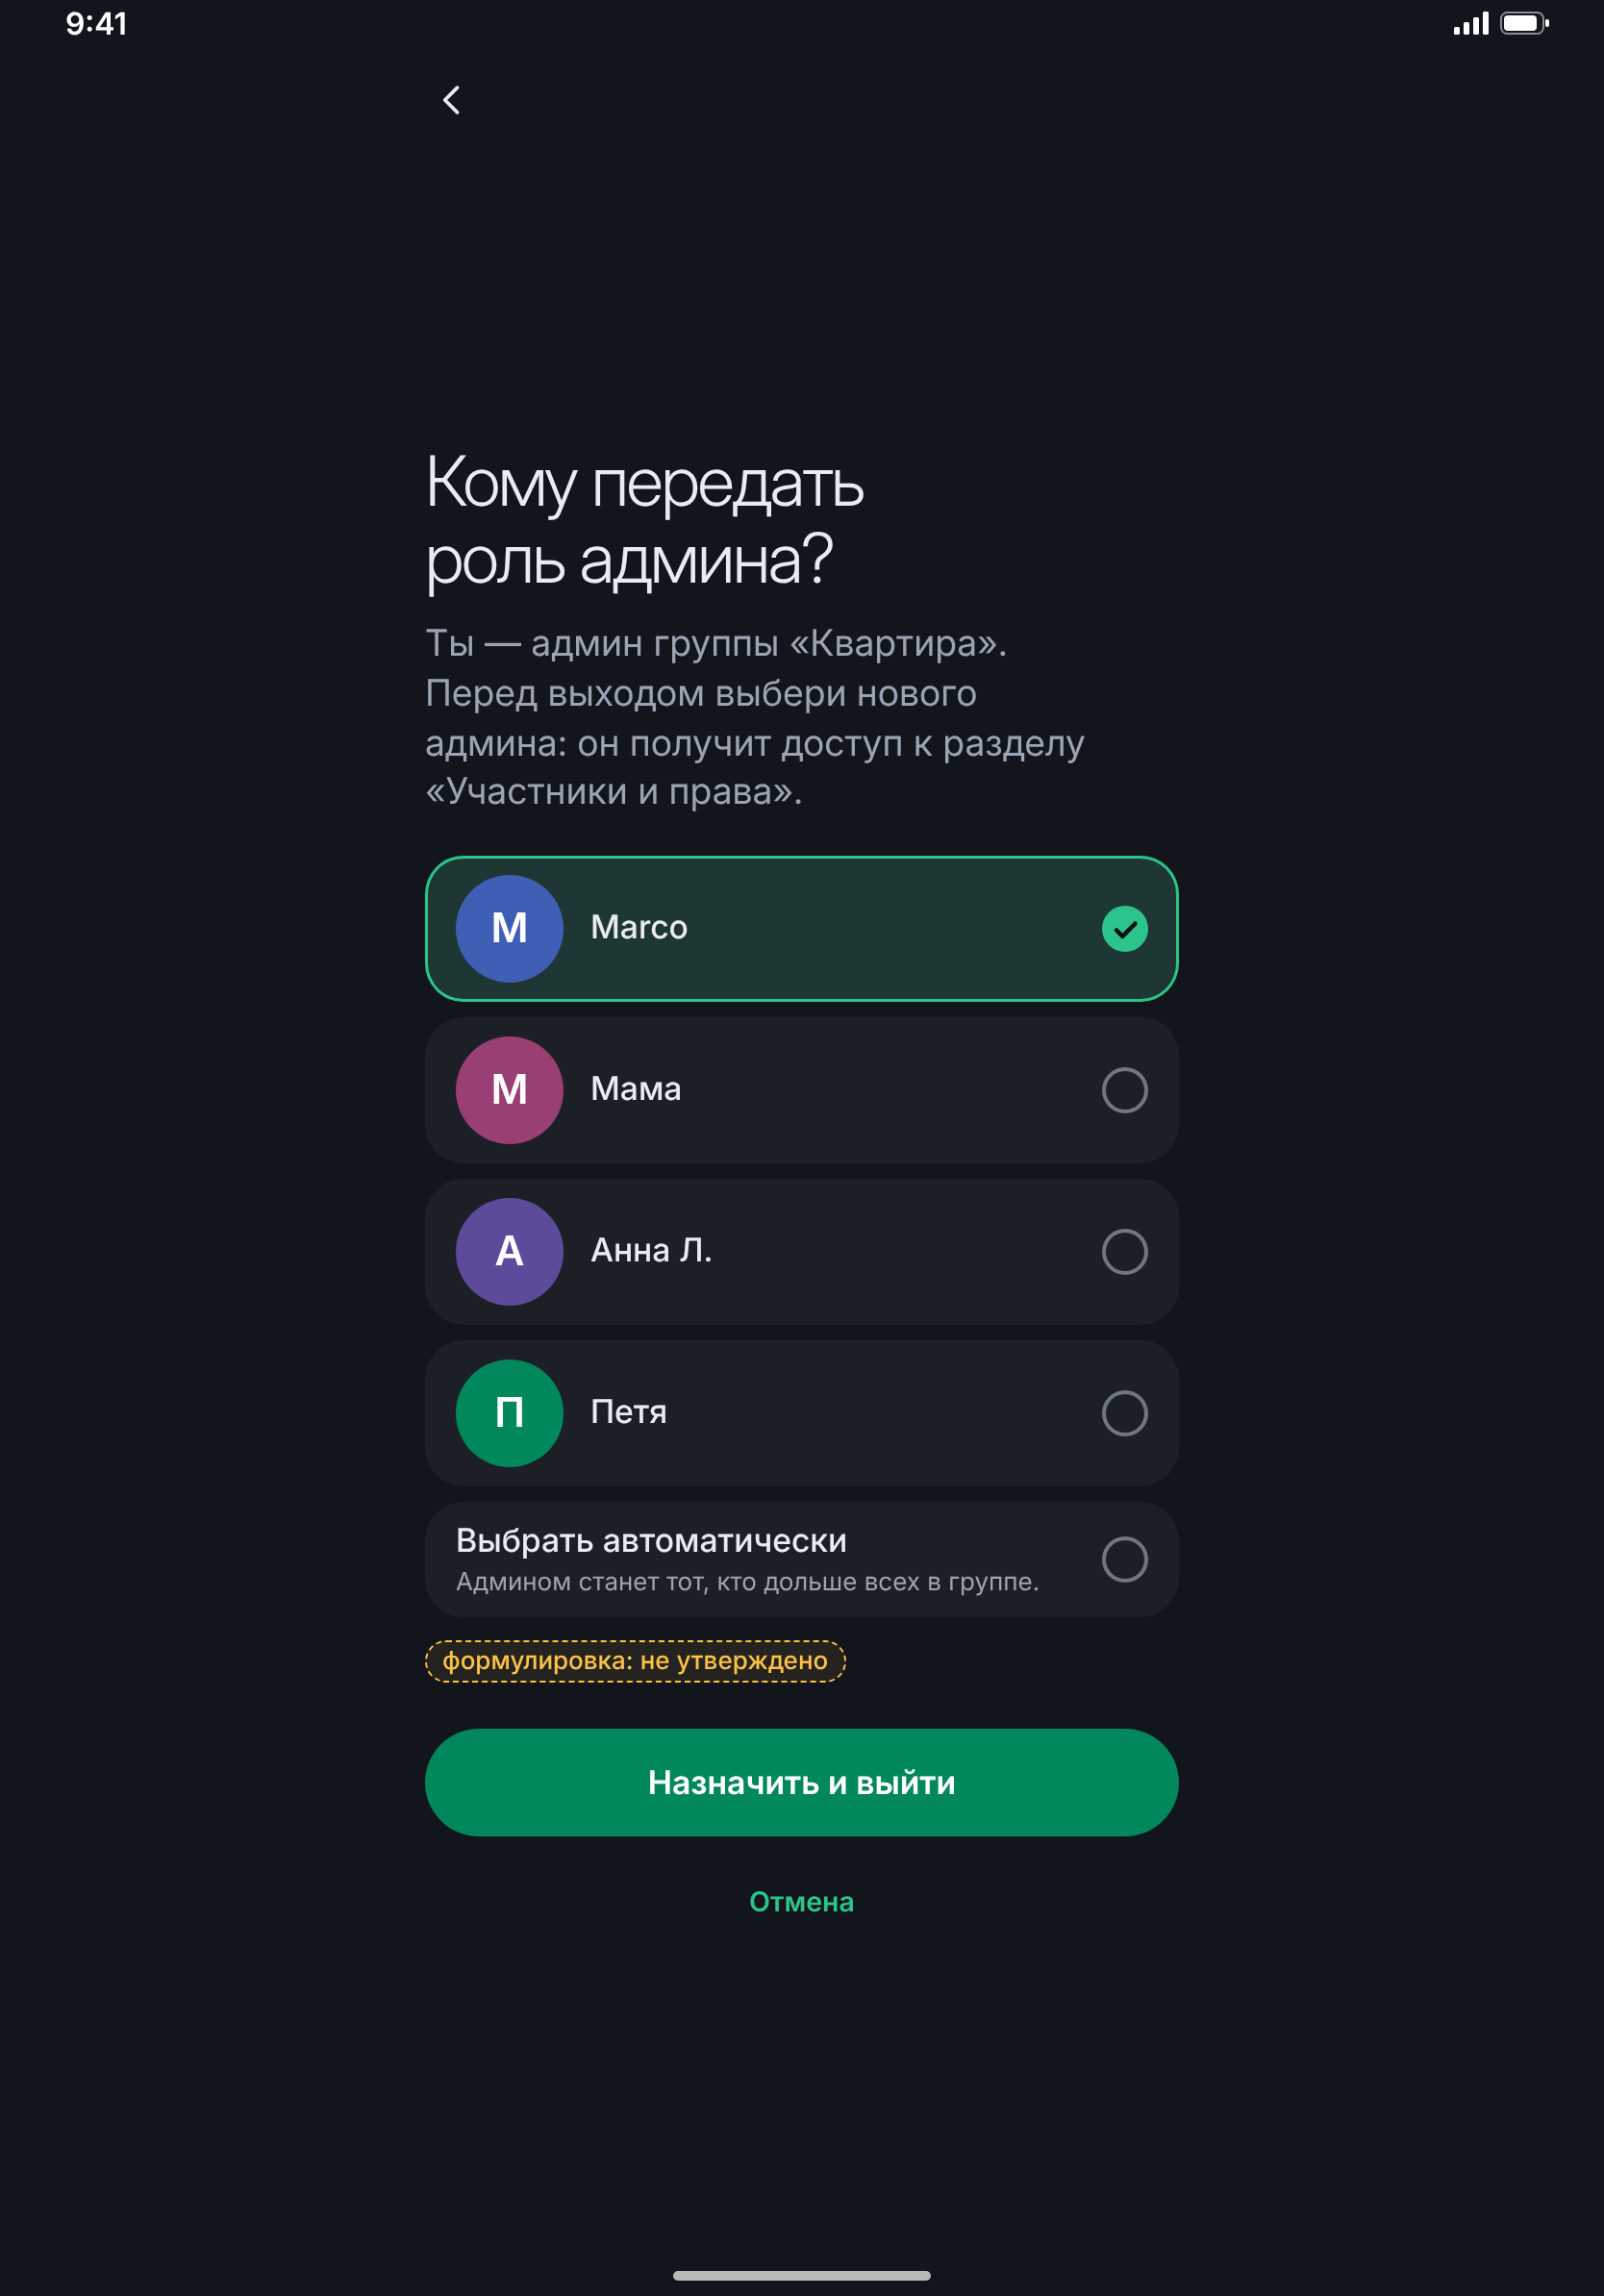 9:41
Кому передать
роль админа?
Ты — админ группы «Квартира».
Перед выходом выбери нового
админа: он получит доступ к разделу
«Участники и права».
M
Marco
М
Мама
А
Анна Л.
П
Петя
Выбрать автоматически
Админом станет тот, кто дольше всех в группе.
формулировка: не утверждено
Назначить и выйти
Отмена